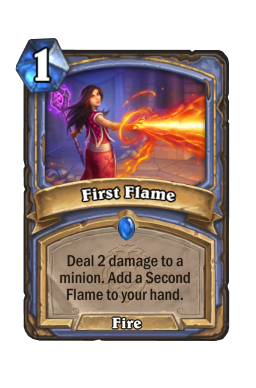 1
First Flame
Deal 2 damage to a
minion. Add a Second
Flame to your hand.
Fire